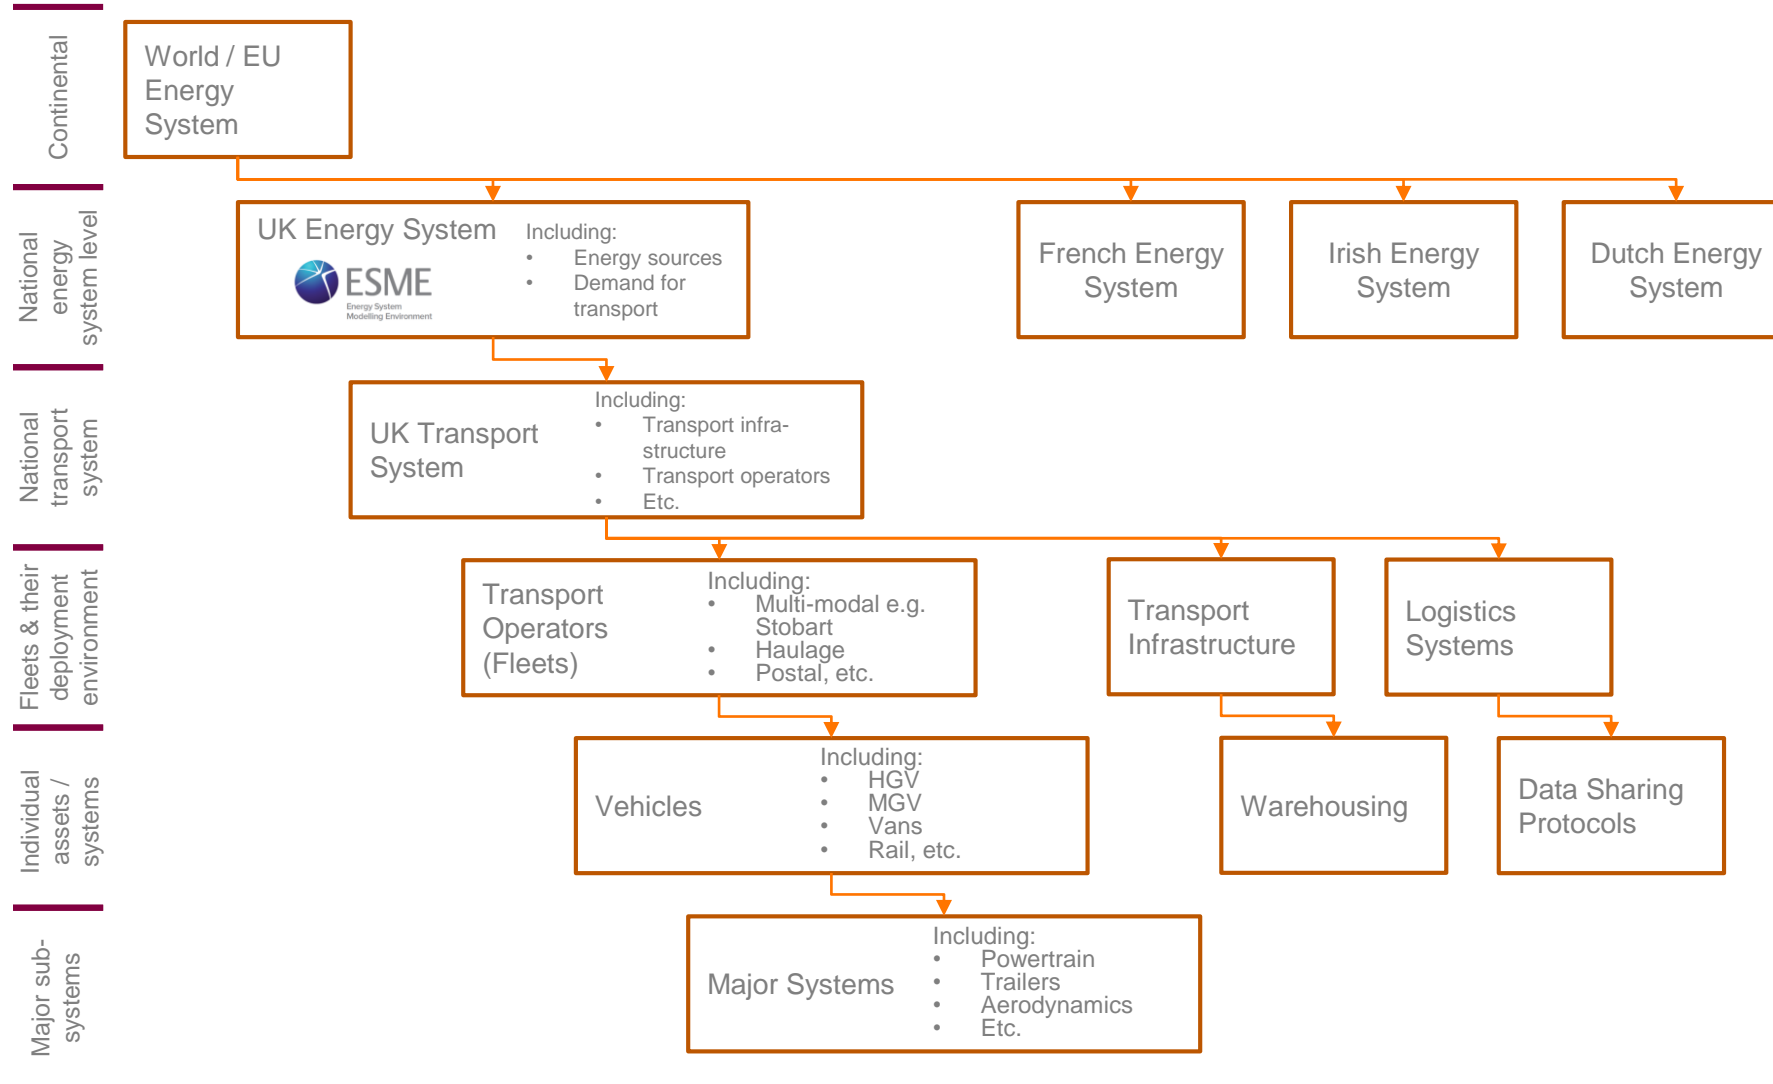 Continental
World / EU
Energy
System
National
energy
system level
UK Energy System
ESME
Energy System
Modelling Environment
Including:
• Energy sources
• Demand for
transport
French Energy
System
Irish Energy
System
Dutch Energy
System
National
transport
system
UK Transport
System
Including:
• Transport infra-
structure
• Transport operators
• Etc.
Fleets & their
deployment
environment
Transport
Operators
(Fleets)
Including:
• Multi-modal e.g.
Stobart
• Haulage
• Postal, etc.
Transport
Infrastructure
Logistics
Systems
Individual
assets /
systems
Vehicles
Including:
• HGV
• MGV
• Vans
• Rail, etc.
Warehousing
Data Sharing
Protocols
Major sub-
systems
Major Systems
Including:
• Powertrain
• Trailers
• Aerodynamics
• Etc.